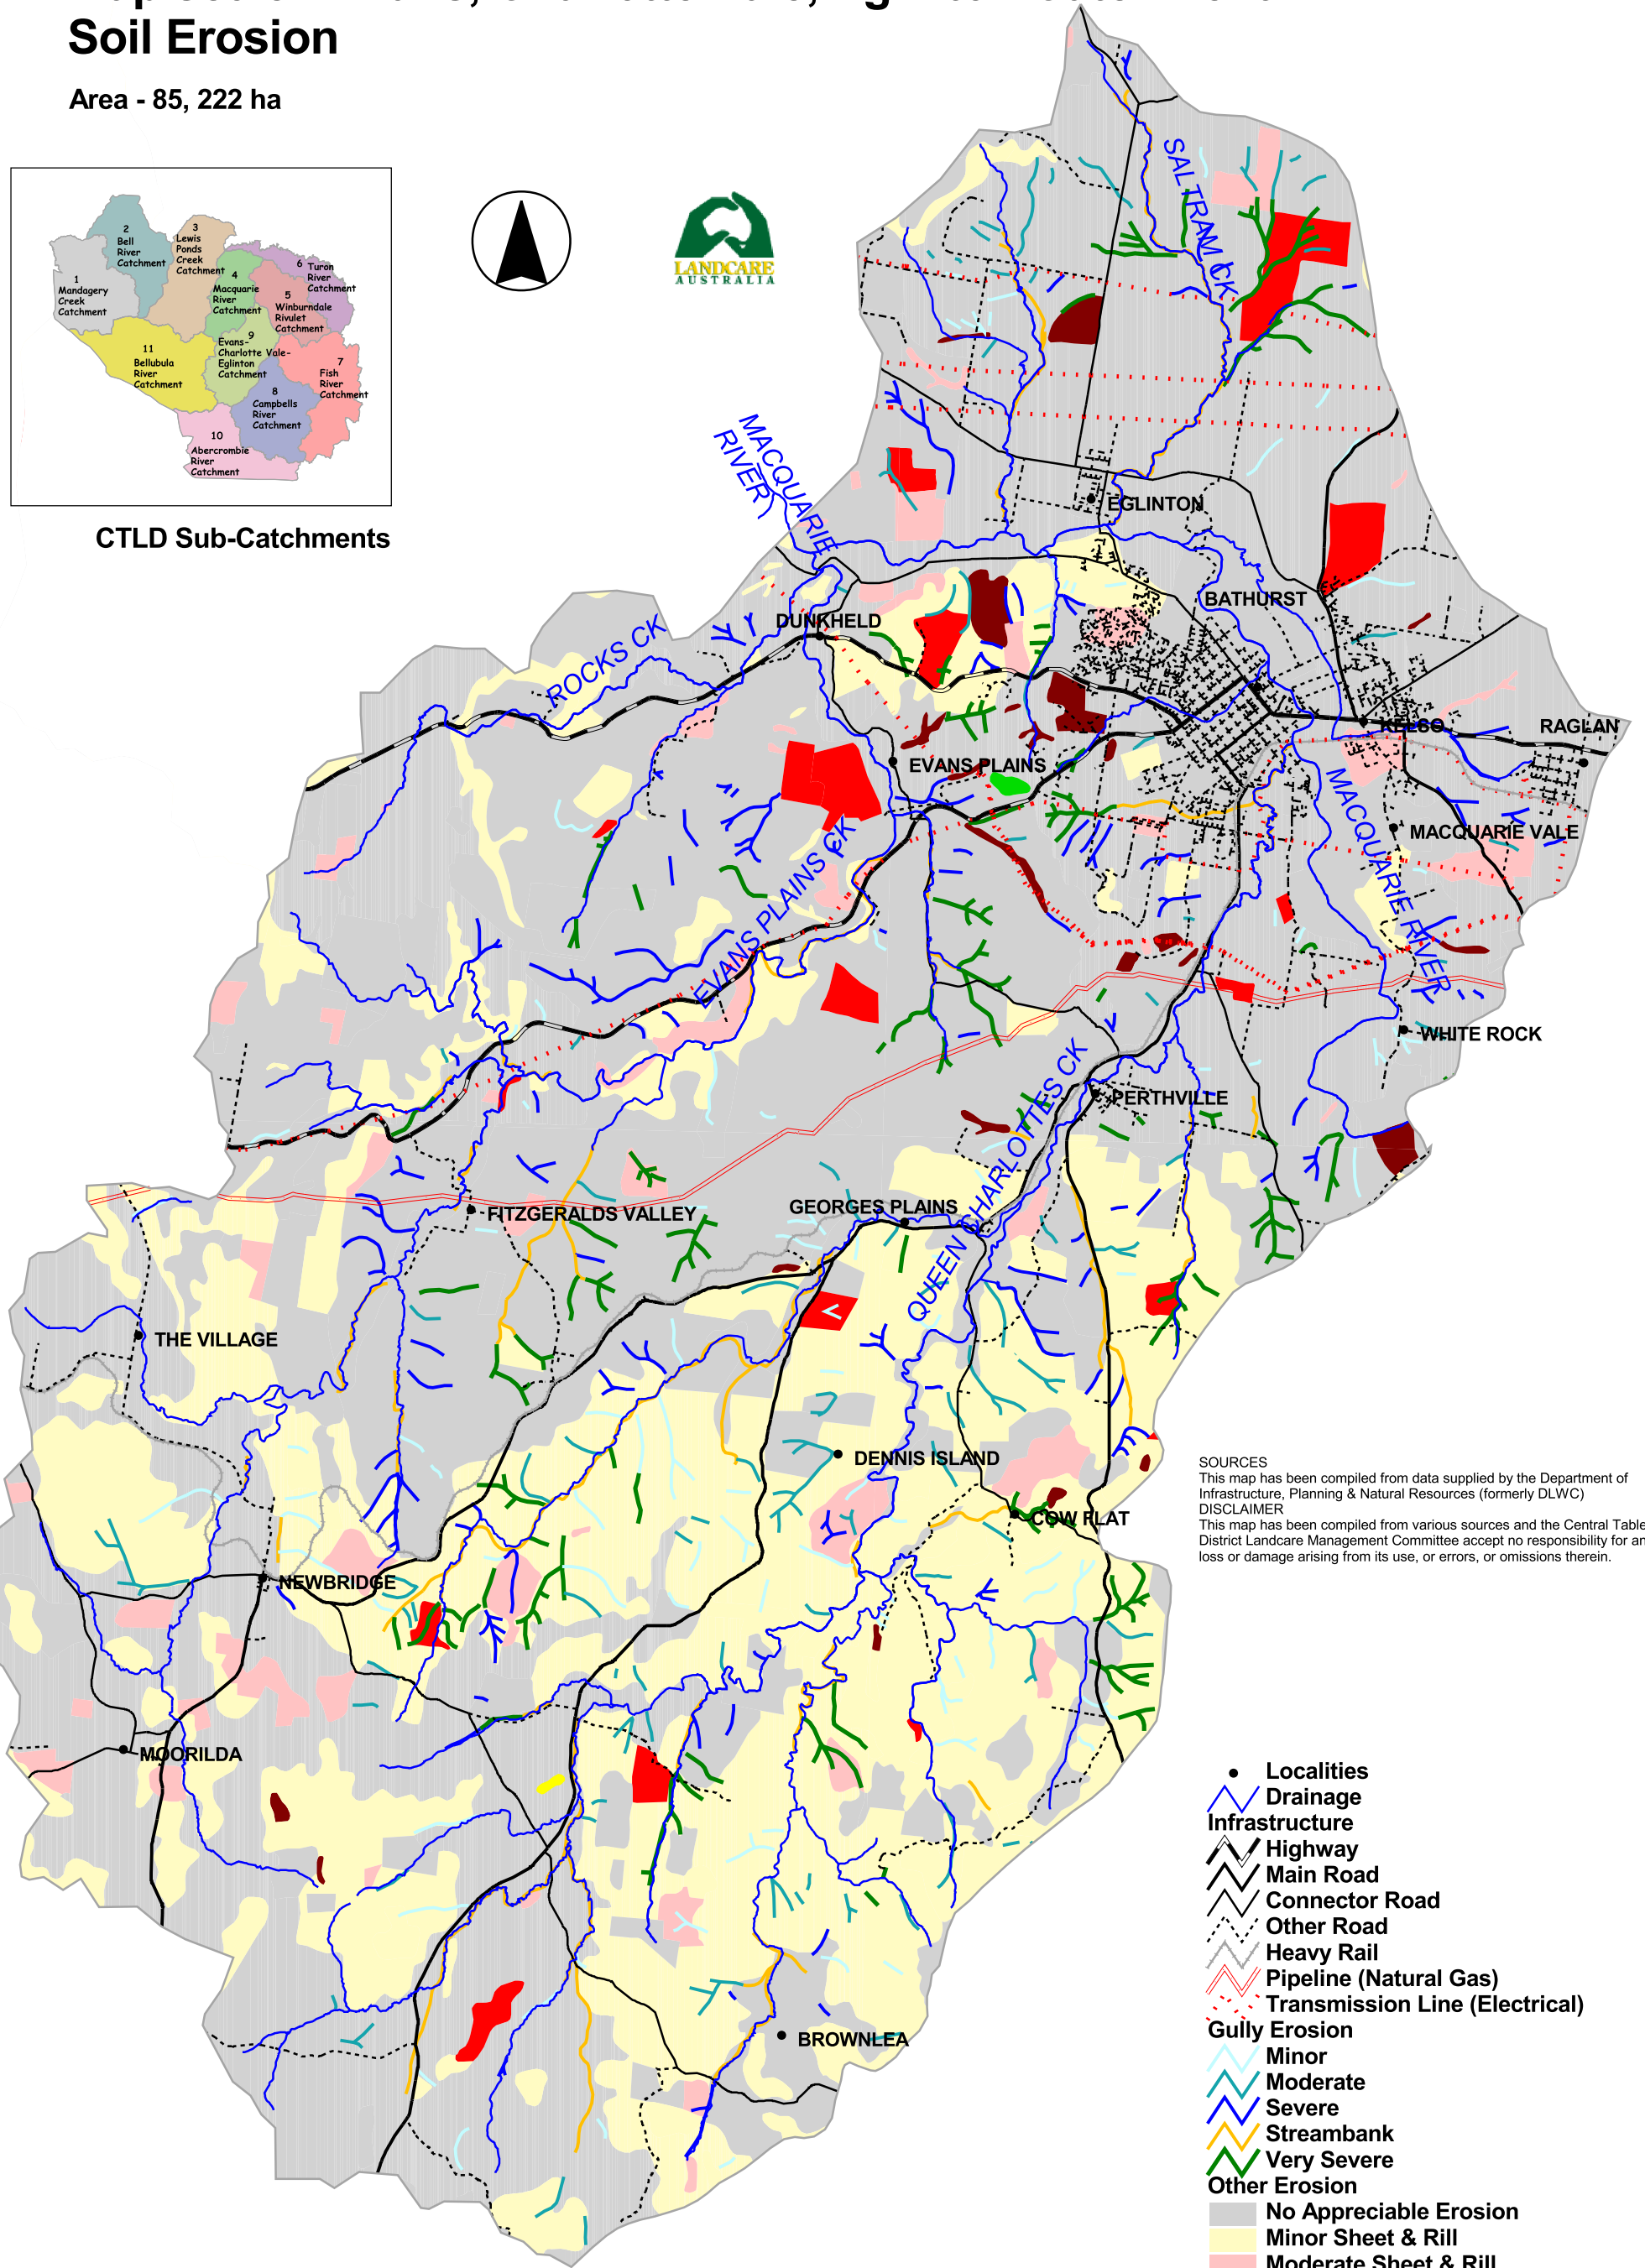 Soil Erosion
Area - 85, 222 ha
1
Mandagery
Creek
Catchment
2
Bell
River
Catchment
3
Lewis
Ponds
Creek
Catchment
4
Macquarie
River
Catchment
5
Winburndale
Rivulet
Catchment
6
Turon
River
Catchment
7
Fish
River
Catchment
8
Campbells
River
Catchment
9
Evans-
Charlotte Vale-
Eglinton
Catchment
10
Abercrombie
River
Catchment
11
Bellubula
River
Catchment
CTLD Sub-Catchments
LANDCARE
AUSTRALIA
SALTRAM CK
MACQUARIE
RIVER
EGLINTON
BATHURST
DUNKHELD
ROCKS CK
KELSO
RAGLAN
EVANS PLAINS
MACQUARIE VALE
EVANS PLAINS CK
MACQUARIE RIVER
WHITE ROCK
PERTHVILLE
QUEEN CHARLOTTES CK
GEORGES PLAINS
FITZGERALDS VALLEY
THE VILLAGE
DENNIS ISLAND
COW FLAT
NEWBRIDGE
MOORILDA
BROWNLEA
SOURCES
This map has been compiled from data supplied by the Department of
Infrastructure, Planning & Natural Resources (formerly DLWC)
DISCLAIMER
This map has been compiled from various sources and the Central Table
District Landcare Management Committee accept no responsibility for an
loss or damage arising from its use, or errors, or omissions therein.
Localities
Drainage
Infrastructure
Highway
Main Road
Connector Road
Other Road
Heavy Rail
Pipeline (Natural Gas)
Transmission Line (Electrical)
Gully Erosion
Minor
Moderate
Severe
Streambank
Very Severe
Other Erosion
No Appreciable Erosion
Minor Sheet & Rill
Moderate Sheet & Rill